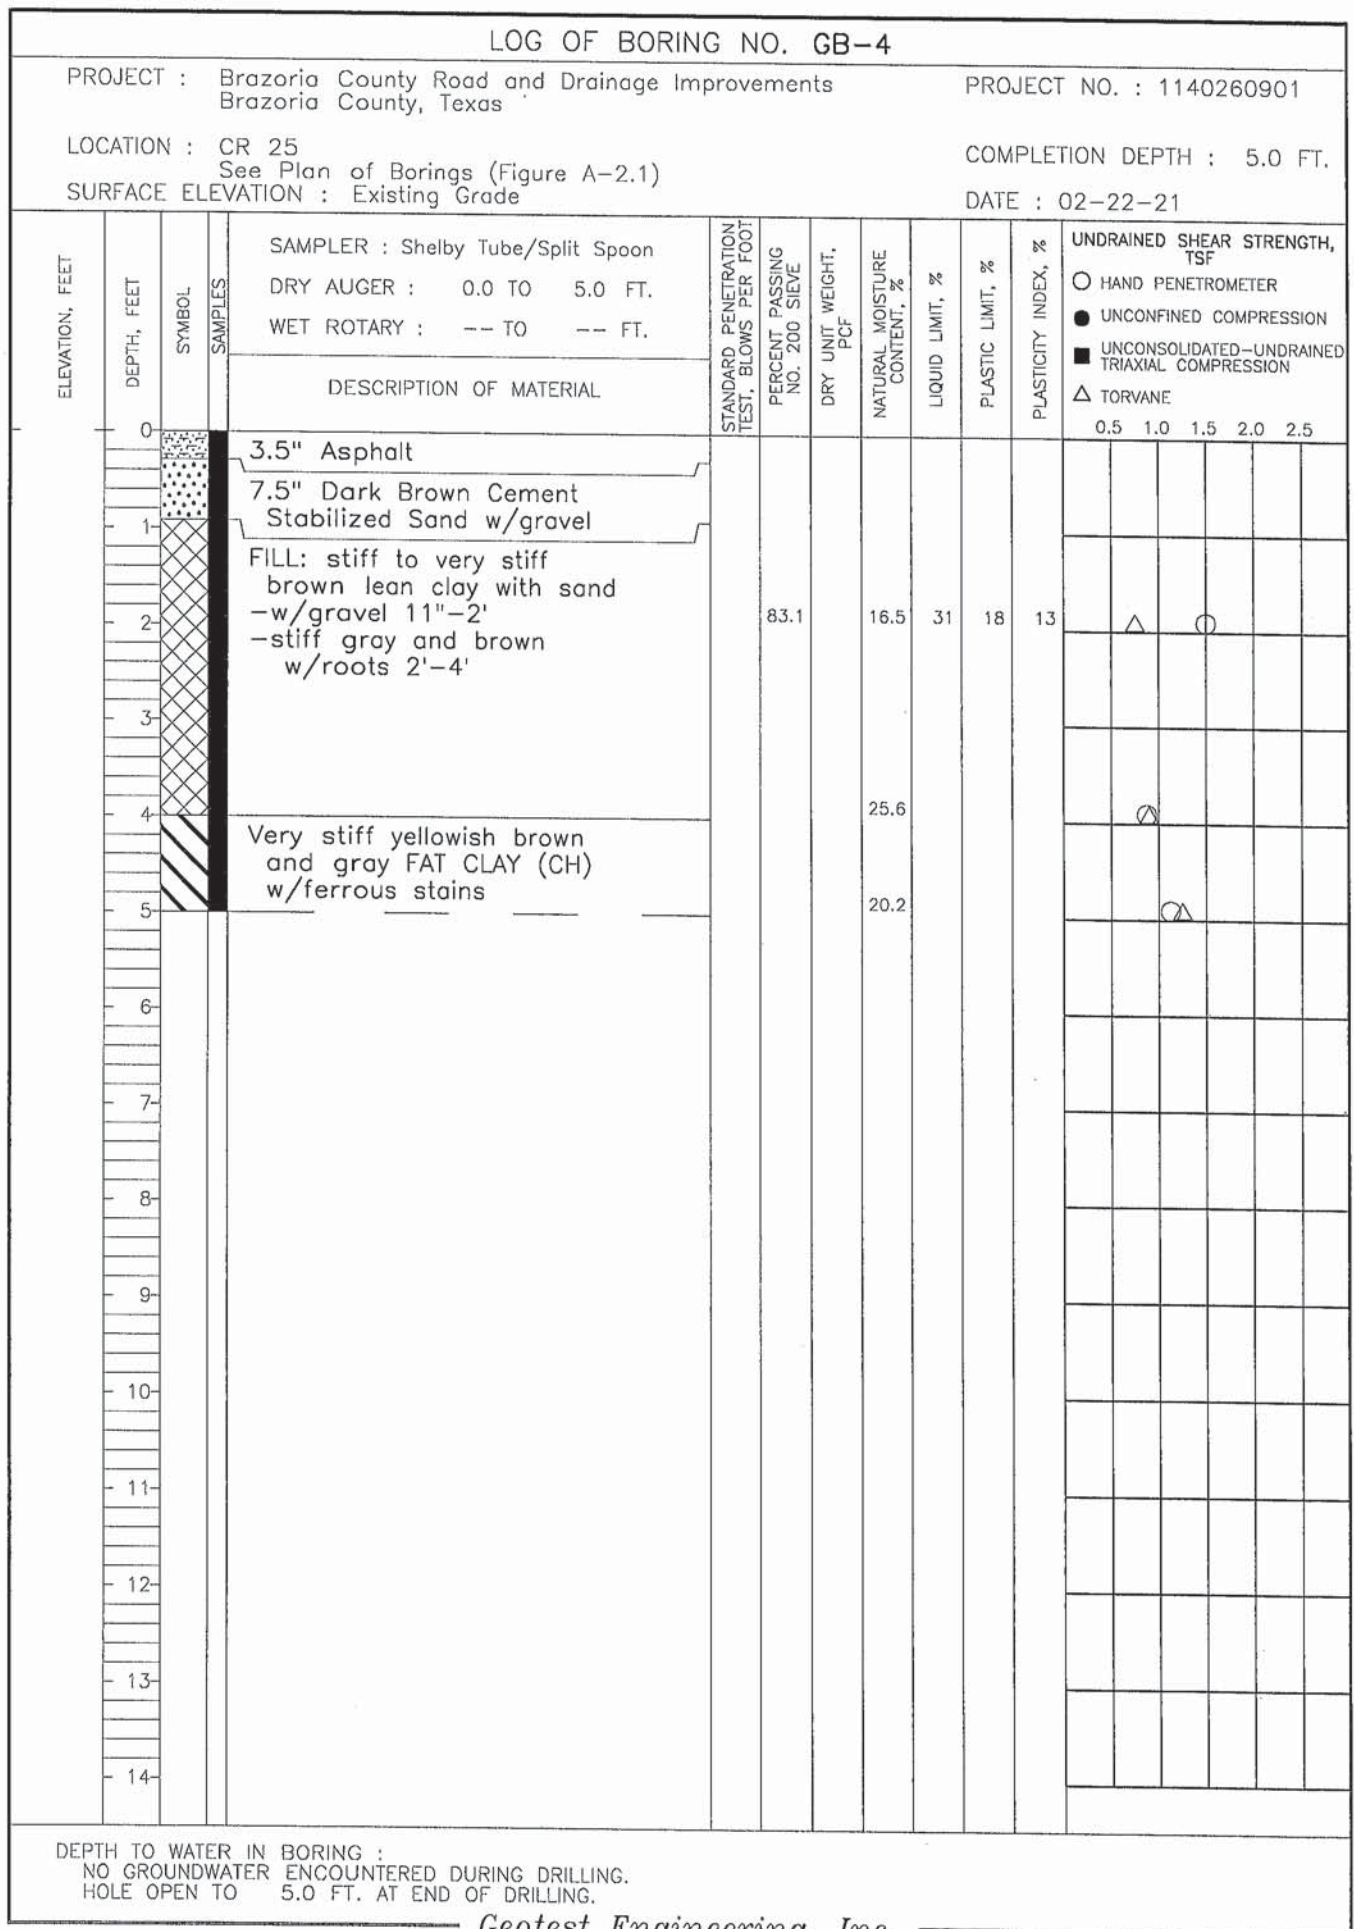 LOG OF BORING NO. GB-4
PROJECT : Brazoria County Road and Drainage Improvements
Brazoria County, Texas
PROJECT NO. : 1140260901
LOCATION : CR 25
See Plan of Borings (Figure A-2.1)
COMPLETION DEPTH : 5.0 FT.
SURFACE ELEVATION : Existing Grade
DATE : 02-22-21
ELEVATION, FEET
DEPTH, FEET
SYMBOL
SAMPLES
SAMPLER : Shelby Tube/Split Spoon
DRY AUGER : 0.0 TO 5.0 FT.
WET ROTARY : -- TO -- FT.
DESCRIPTION OF MATERIAL
STANDARD PENETRATION
TEST, BLOWS PER FOOT
PERCENT PASSING
NO. 200 SIEVE
DRY UNIT WEIGHT,
PCF
NATURAL MOISTURE
CONTENT, %
LIQUID LIMIT, %
PLASTIC LIMIT, %
PLASTICITY INDEX, %
UNDRAINED SHEAR STRENGTH,
TSF
HAND PENETROMETER
UNCONFINED COMPRESSION
UNCONSOLIDATED-UNDRAINED
TRIAXIAL COMPRESSION
TORVANE
0.5 1.0 1.5 2.0 2.5
0
3.5" Asphalt
7.5" Dark Brown Cement
Stabilized Sand w/gravel
1
FILL: stiff to very stiff
brown lean clay with sand
-w/gravel 11"-2'
2
83.1 16.5 31 18 13
-stiff gray and brown
w/roots 2'-4'
3
4
25.6
Very stiff yellowish brown
and gray FAT CLAY (CH)
w/ferrous stains
5
20.2
6
7
8
9
10
11
12
13
14
DEPTH TO WATER IN BORING :
NO GROUNDWATER ENCOUNTERED DURING DRILLING.
HOLE OPEN TO 5.0 FT. AT END OF DRILLING.
Geotest Engineering, Inc.